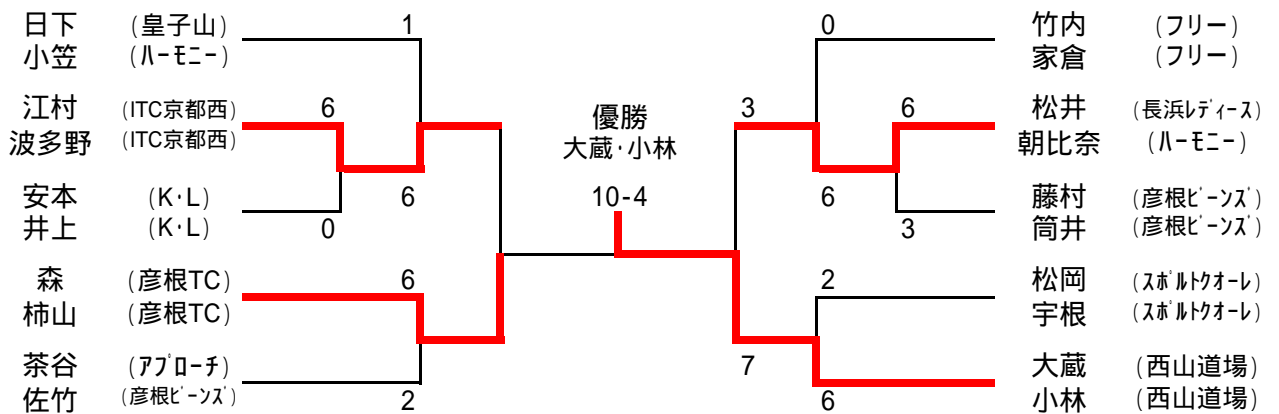 日下 (皇子山) 1
小笠 (ﾊｰﾓﾆｰ)
江村 (ITC京都西) 6
波多野 (ITC京都西)
6
安本 (K・L)
井上 (K・L) 0
森 (彦根TC) 6
柿山 (彦根TC)
茶谷 (ｱﾌﾟﾛｰﾁ)
佐竹 (彦根ﾋﾞｰﾝｽﾞ) 2
優勝
大蔵・小林
10-4
0 竹内 (フリー)
家倉 (フリー)
3 6 松井 (長浜ﾚﾃﾞｨｰｽ)
朝比奈 (ﾊｰﾓﾆｰ)
6 藤村 (彦根ﾋﾞｰﾝｽﾞ)
3 筒井 (彦根ﾋﾞｰﾝｽﾞ)
2 松岡 (ｽﾎﾟﾙﾄｸｵｰﾚ)
宇根 (ｽﾎﾟﾙﾄｸｵｰﾚ)
7 大蔵 (西山道場)
6 小林 (西山道場)